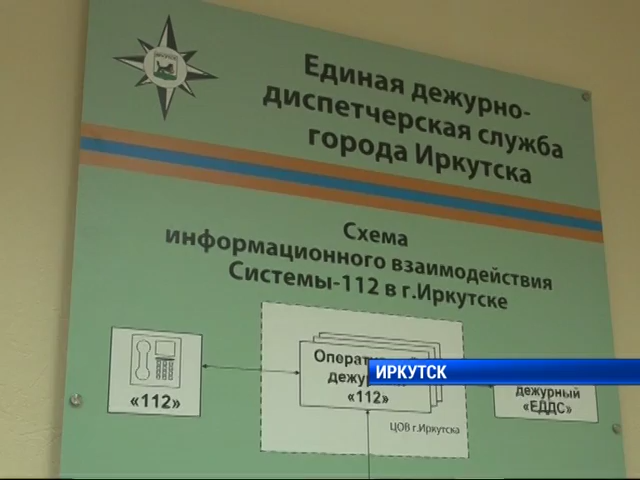 Единая дежурно-
диспетчерская служба
города Иркутска
Схема
информационного взаимодействия
Системы-112 в г.Иркутске
«112»
«112»
ЦОВ г.Иркутска
ИРКУТСК
дежурный
«ЕДДС»